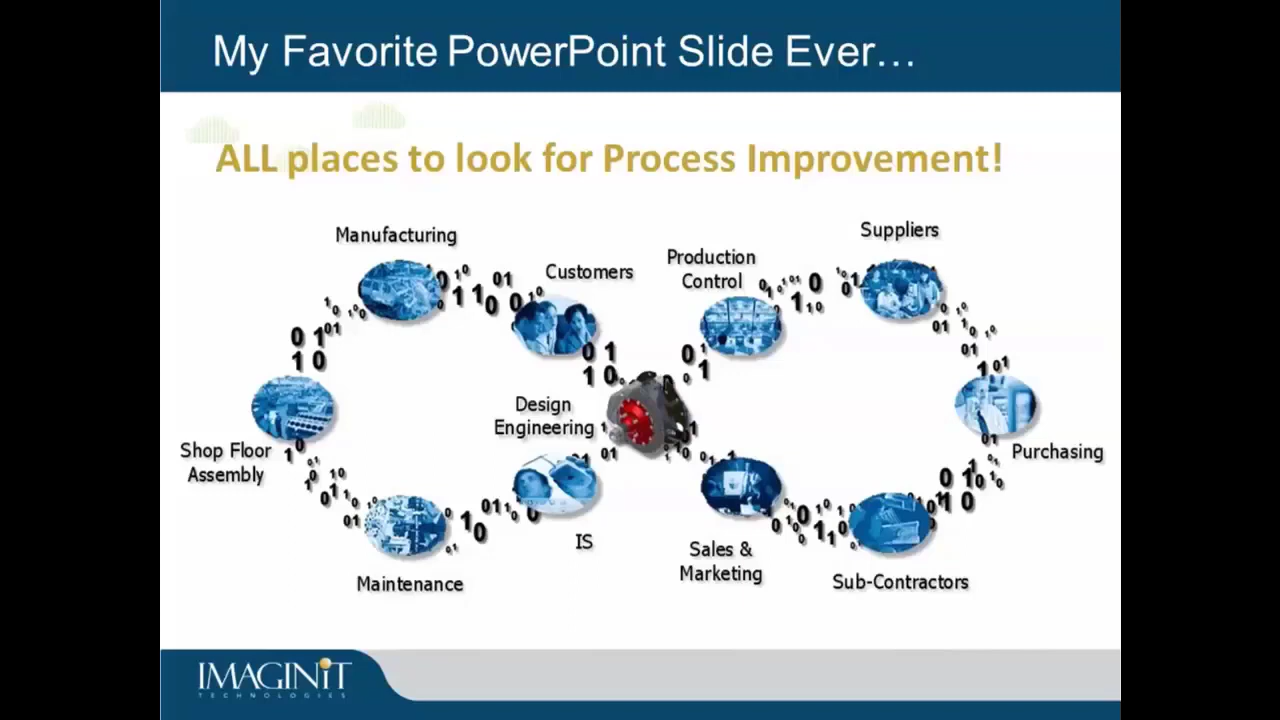 My Favorite PowerPoint Slide Ever…
ALL places to look for Process Improvement!
Manufacturing
Customers
Production
Control
Suppliers
Design
Engineering
Shop Floor
Assembly
Purchasing
IS
Maintenance
Sales &
Marketing
Sub-Contractors
IMAGINiT
TECHNOLOGIES